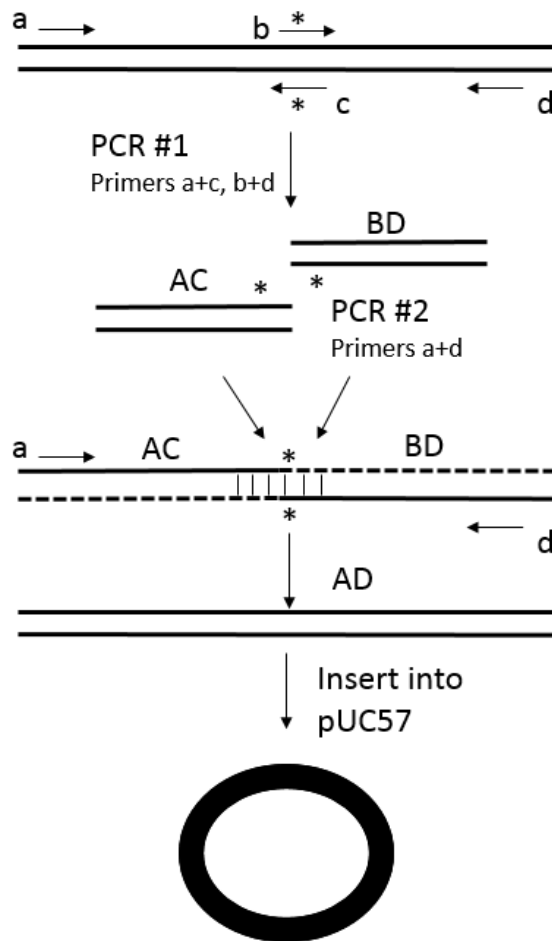 a
b *
* c
d
PCR #1
Primers a+c, b+d
BD
AC * *
PCR #2
Primers a+d
a
AC * BD
*
d
AD
Insert into
pUC57